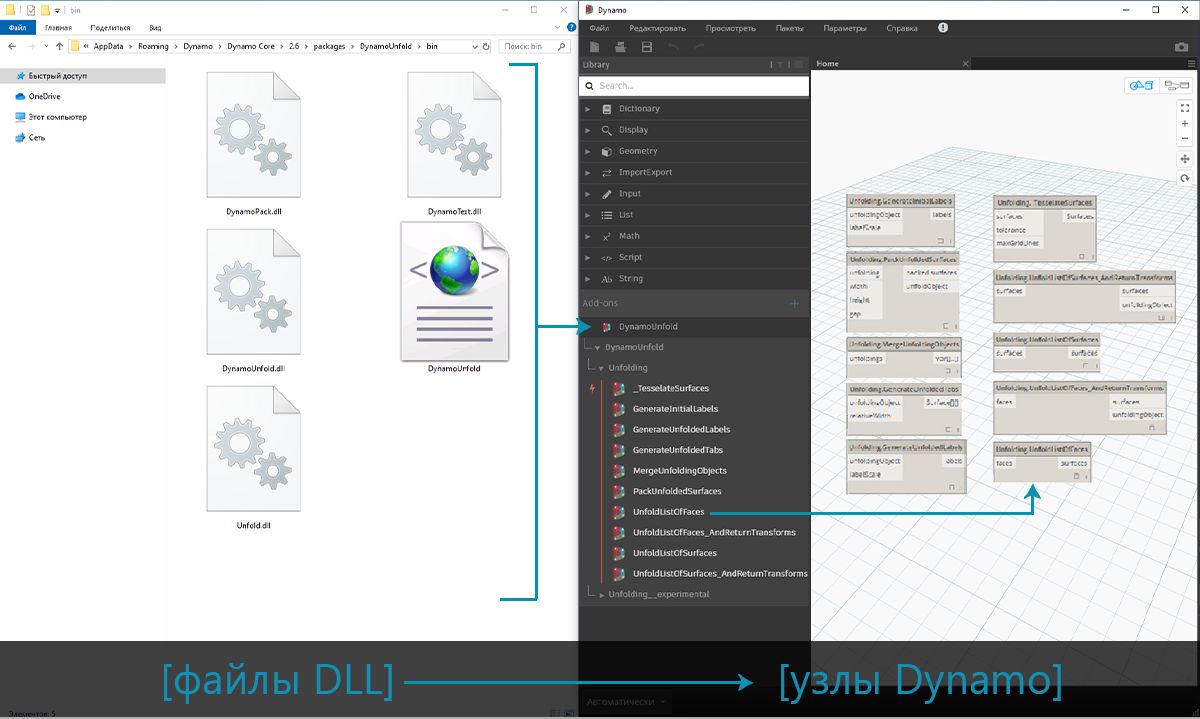 bin
Файл Главная Поделиться Вид
« AppData > Roaming > Dynamo > Dynamo Core > 2.6 > packages > DynamoUnfold > bin
Поиск: bin
Быстрый доступ
OneDrive
Этот компьютер
Сеть
DynamoPack.dll
DynamoText.dll
DynamoUnfold.dll
DynamoUnfold
Unfold.dll
Элементов: 5
Dynamo
Файл Редактировать Просмотреть Пакеты Параметры Справка
Library
Search...
Dictionary
Display
Geometry
ImportExport
Input
List
Math
Script
String
Add-ons
DynamoUnfold
DynamoUnfold
Unfolding
_TesselateSurfaces
GenerateInitialLabels
GenerateUnfoldedLabels
GenerateUnfoldedTabs
MergeUnfoldingObjects
PackUnfoldedSurfaces
UnfoldListOfFaces
UnfoldListOfFaces_AndReturnTransforms
UnfoldListOfSurfaces
UnfoldListOfSurfaces_AndReturnTransforms
Unfolding__experimental
Автоматически
Home
Unfolding.GenerateInitialLabels
unfoldingObject labels
labelScale
Unfolding.PackUnfoldedSurfaces
unfolding packed surfaces
width unfoldObject
height
gap
Unfolding.MergeUnfoldingObjects
unfoldings var[]...[]
Unfolding.GenerateUnfoldedTabs
unfoldingObject Surface[][]
relativeWidth
Unfolding.GenerateUnfoldedLabels
unfoldingObject labels
labelScale
Unfolding._TesselateSurfaces
surfaces Surfaces
tolerance
maxGridLines
Unfolding.UnfoldListOfSurfaces_AndReturnTransforms
surfaces surfaces
unfoldingObject
Unfolding.UnfoldListOfSurfaces
surfaces surfaces
Unfolding.UnfoldListOfFaces_AndReturnTransforms
faces surfaces
unfoldingObject
Unfolding.UnfoldListOfFaces
faces surfaces
[файлы DLL]
[узлы Dynamo]